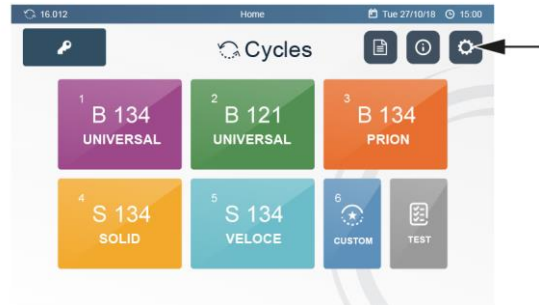 16.012 Home Tue 27/10/18 15:00
Cycles
1
B 134
UNIVERSAL
2
B 121
UNIVERSAL
3
B 134
PRION
4
S 134
SOLID
5
S 134
VELOCE
6
CUSTOM
TEST